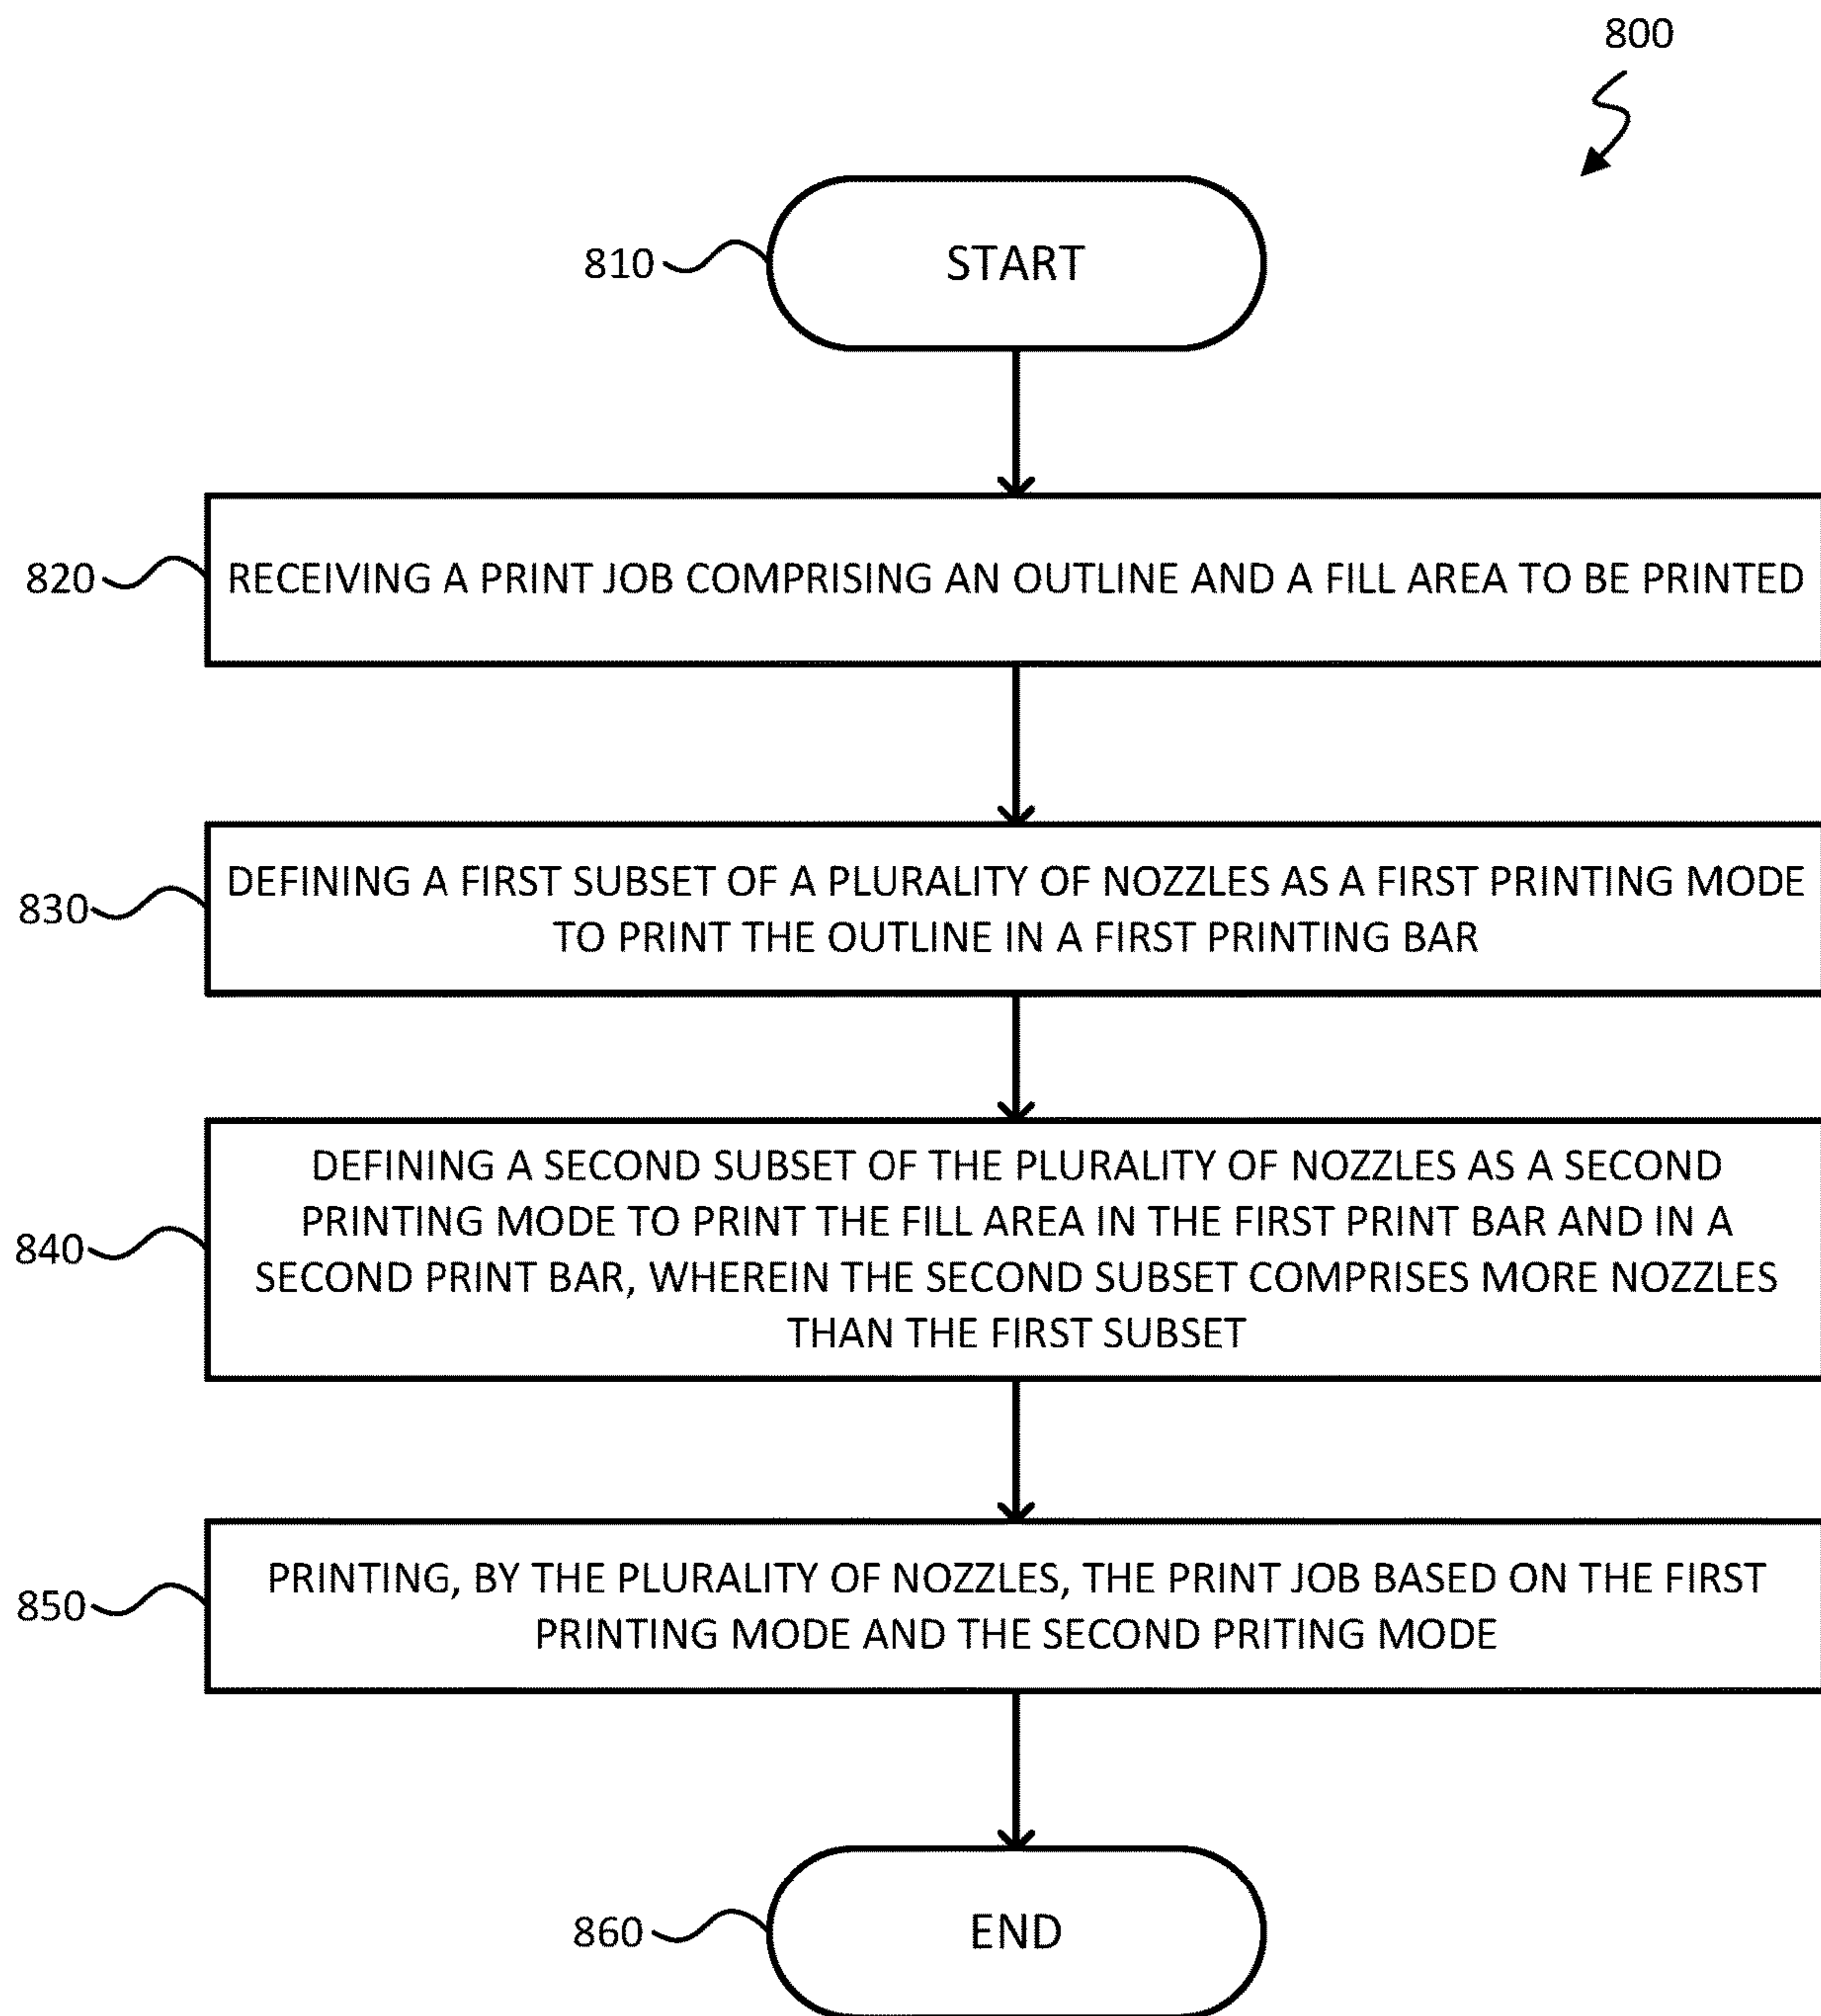 800
810
START
820
RECEIVING A PRINT JOB COMPRISING AN OUTLINE AND A FILL AREA TO BE PRINTED
830
DEFINING A FIRST SUBSET OF A PLURALITY OF NOZZLES AS A FIRST PRINTING MODE
TO PRINT THE OUTLINE IN A FIRST PRINTING BAR
840
DEFINING A SECOND SUBSET OF THE PLURALITY OF NOZZLES AS A SECOND
PRINTING MODE TO PRINT THE FILL AREA IN THE FIRST PRINT BAR AND IN A
SECOND PRINT BAR, WHEREIN THE SECOND SUBSET COMPRISES MORE NOZZLES
THAN THE FIRST SUBSET
850
PRINTING, BY THE PLURALITY OF NOZZLES, THE PRINT JOB BASED ON THE FIRST
PRINTING MODE AND THE SECOND PRITING MODE
860
END